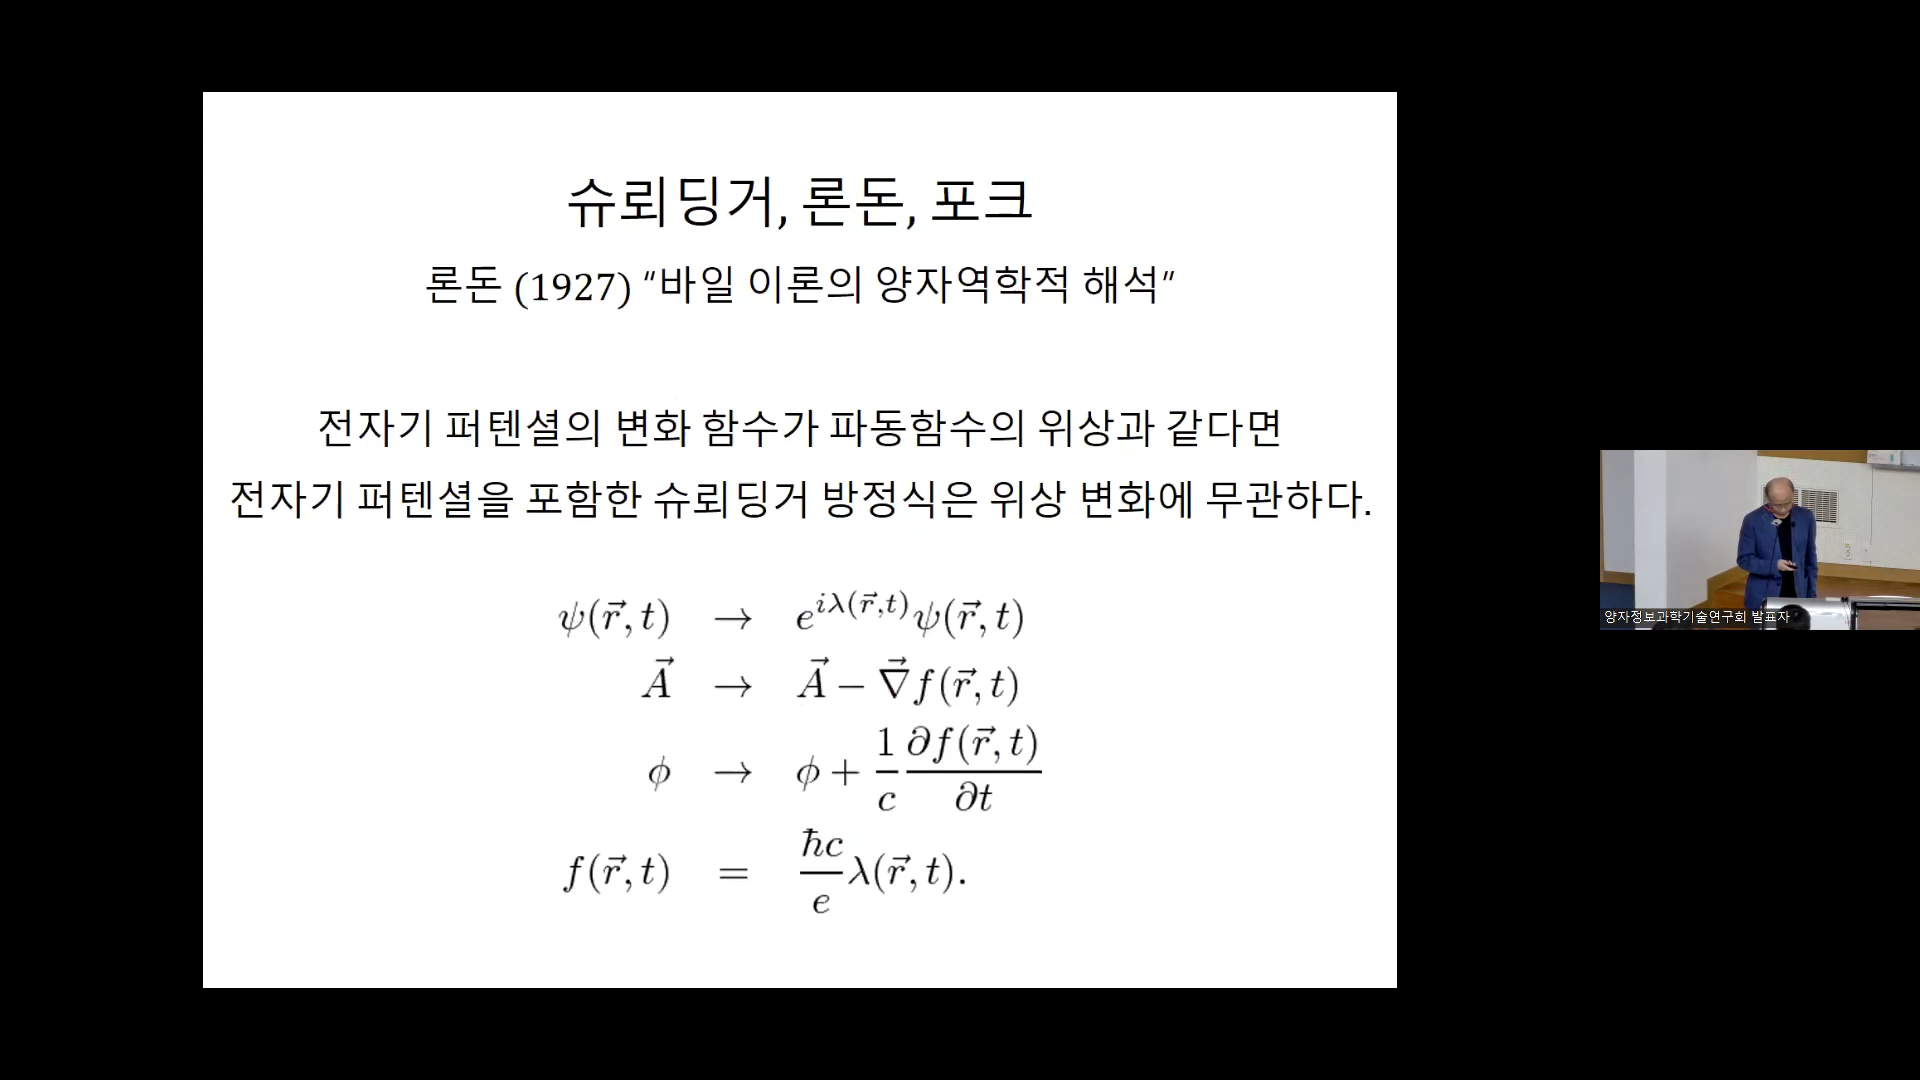 슈뢰딩거, 론돈, 포크
론돈 (1927) “바일 이론의 양자역학적 해석”
전자기 퍼텐셜의 변화 함수가 파동함수의 위상과 같다면
전자기 퍼텐셜을 포함한 슈뢰딩거 방정식은 위상 변화에 무관하다.
ψ(r⃗, t) → e^{iλ(r⃗,t)}ψ(r⃗, t)
A⃗ → A⃗ − ∇⃗f(r⃗, t)
ϕ → ϕ + \frac{1}{c}\frac{∂f(r⃗, t)}{∂t}
f(r⃗, t) = \frac{ħc}{e}λ(r⃗, t).
양자정보과학기술연구회 발표자